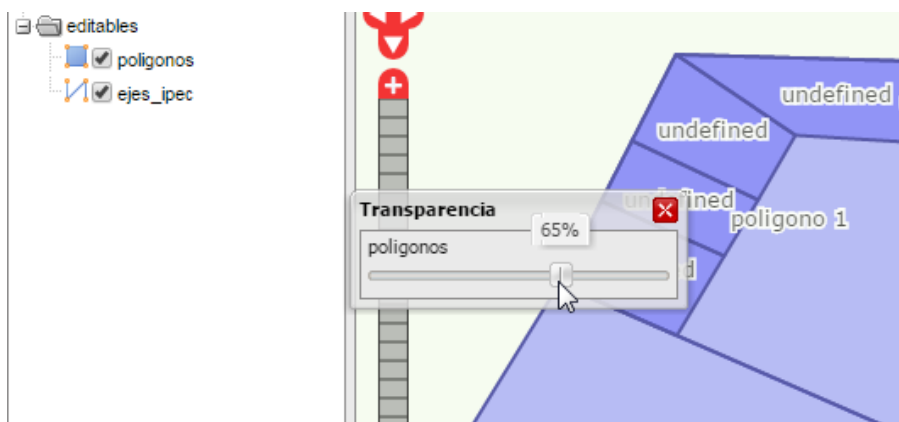 editables
poligonos
ejes_ipec
undefined
undefined
undefined
poligono 1
Transparencia
65%
poligonos